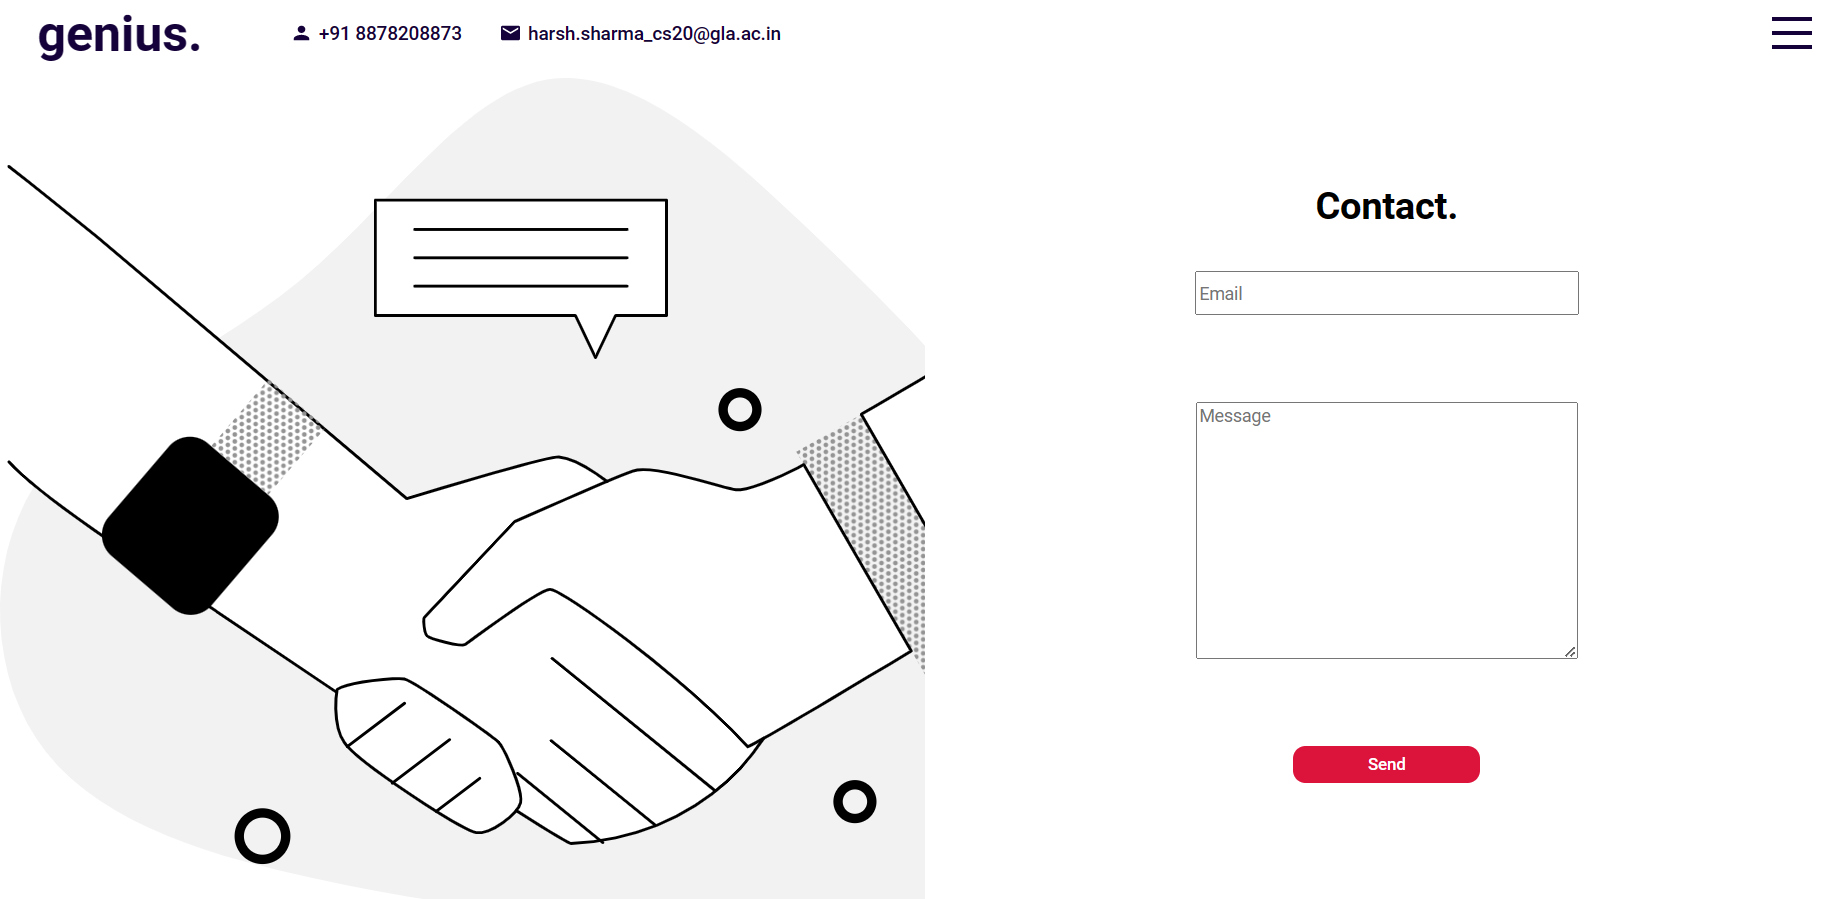 genius.
+91 8878208873
harsh.sharma_cs20@gla.ac.in
Contact.
Email
Message
Send